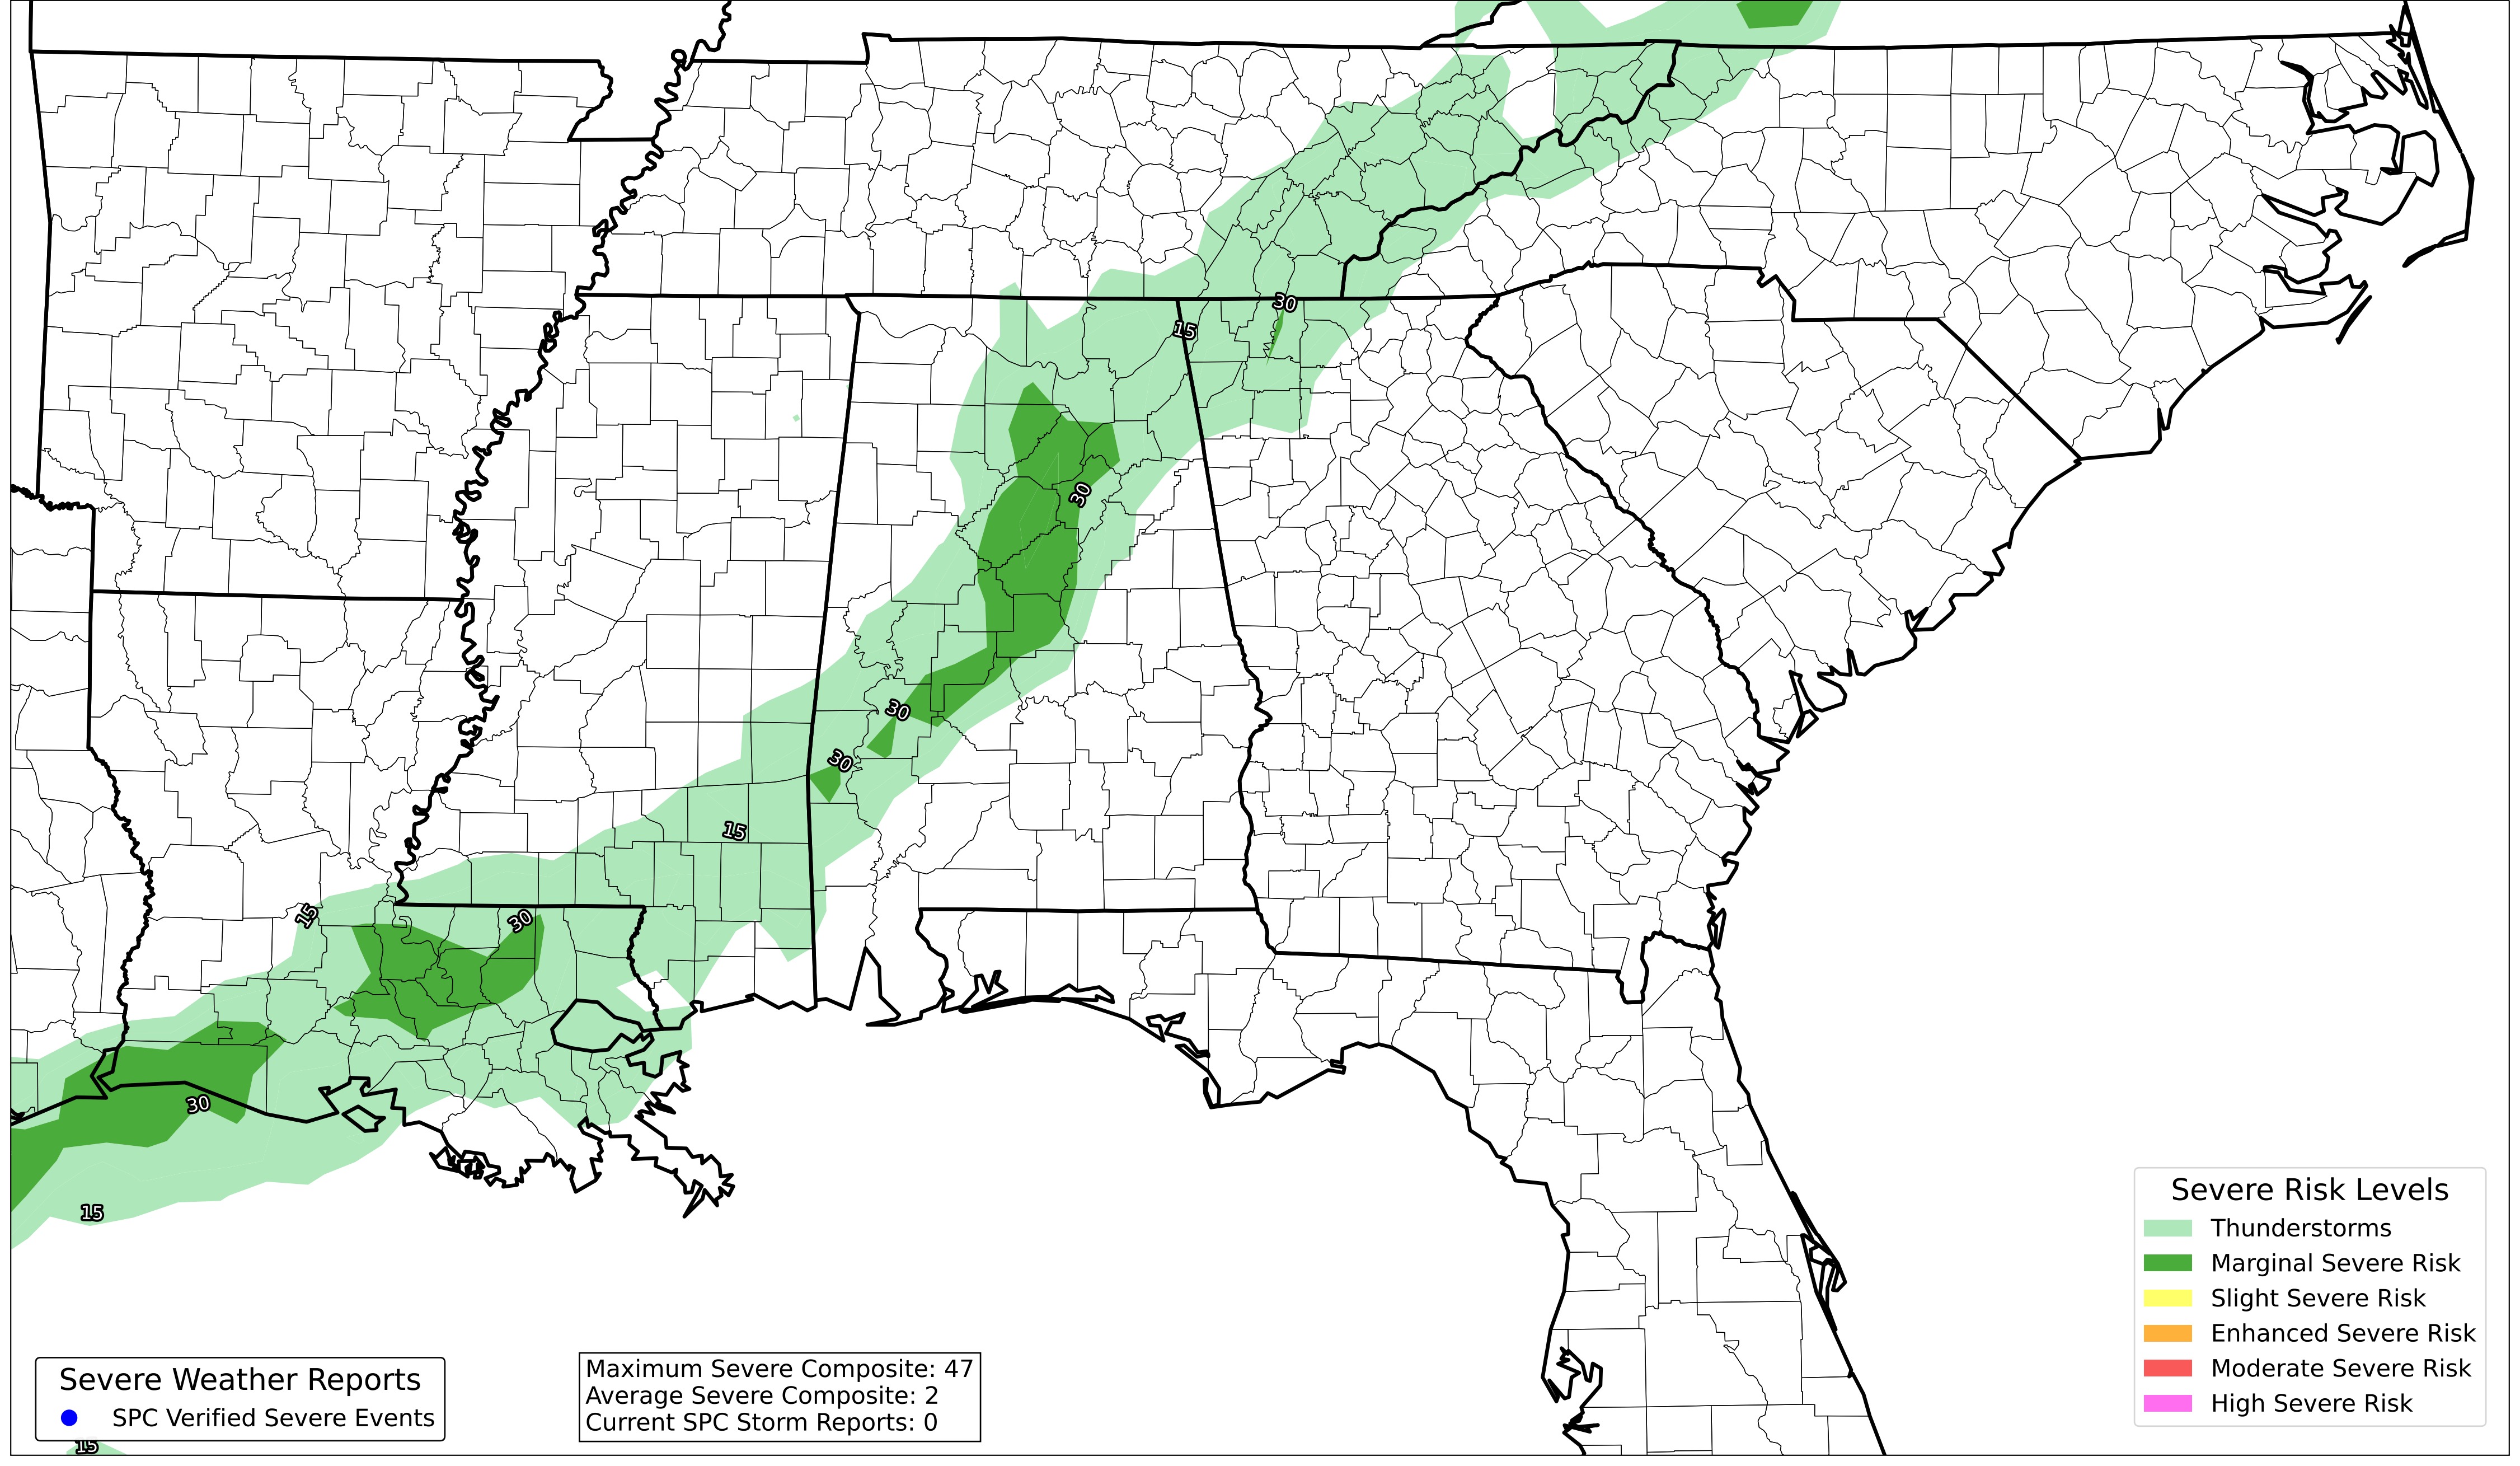 30
15
30
30
30
15
15
30
30
15
15
Severe Risk Levels
Thunderstorms
Marginal Severe Risk
Slight Severe Risk
Enhanced Severe Risk
Moderate Severe Risk
High Severe Risk
Severe Weather Reports
SPC Verified Severe Events
Maximum Severe Composite: 47
Average Severe Composite: 2
Current SPC Storm Reports: 0